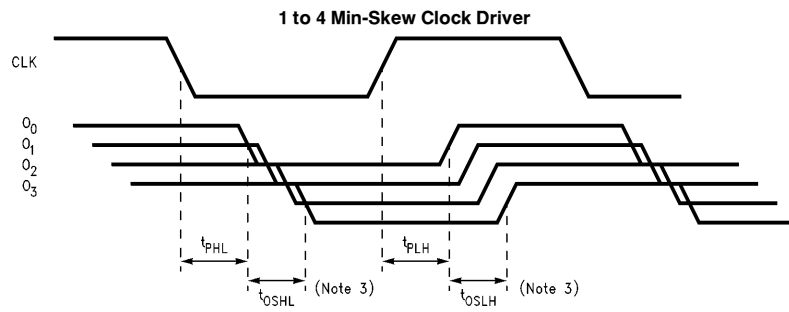 1 to 4 Min-Skew Clock Driver
CLK
O0
O1
O2
O3
tPHL
tPLH
tOSHL (Note 3)
tOSLH (Note 3)